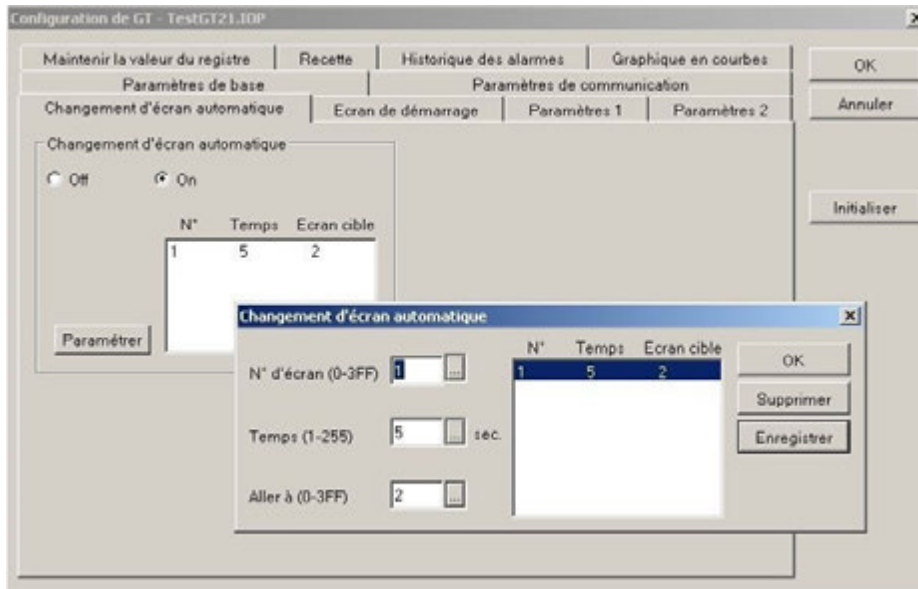 Configuration de GT - TestGT21.IOP
Maintenir la valeur du registre Recette Historique des alarmes Graphique en courbes
Paramètres de base Paramètres de communication
Changement d'écran automatique Ecran de démarrage Paramètres 1 Paramètres 2
OK
Annuler
Initialiser
Changement d'écran automatique
Off On
N° Temps Ecran cible
1 5 2
Paramétrer
Changement d'écran automatique
N° d'écran (0-3FF) 1 ...
Temps (1-255) 5 ... sec.
Aller à (0-3FF) 2 ...
N° Temps Ecran cible
1 5 2
OK
Supprimer
Enregistrer